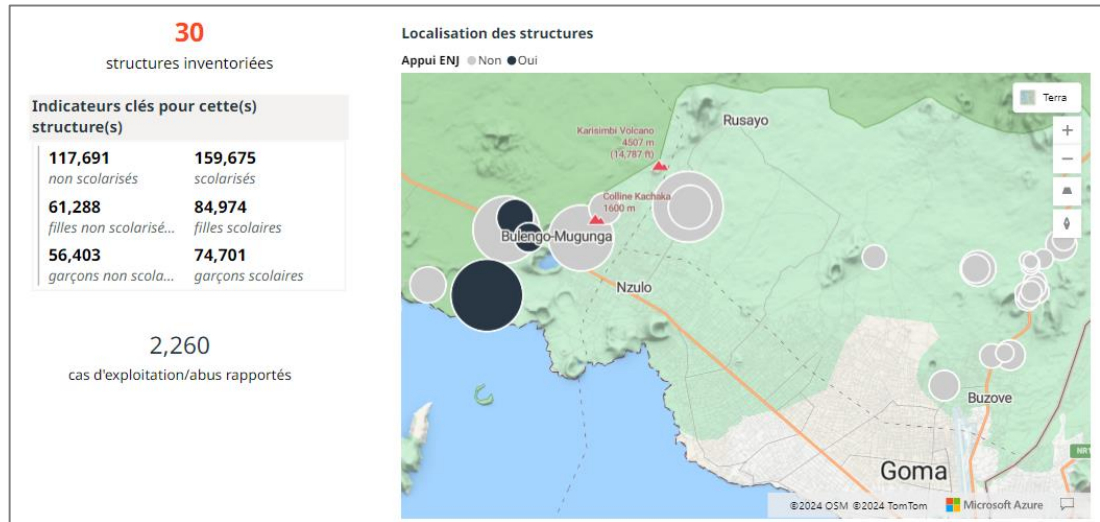 30
structures inventoriées
Indicateurs clés pour cette(s)
structure(s)
117,691
non scolarisés
159,675
scolarisés
61,288
filles non scolarisé...
84,974
filles scolaires
56,403
garçons non scola...
74,701
garçons scolaires
2,260
cas d'exploitation/abus rapportés
Localisation des structures
Appui ENJ Non Oui
Terra
Rusayo
Karisimbi Volcano
4507 m
(14,787 ft)
Colline Kachaka
1600 m
Bulengo-Mugunga
Nzulo
Buzove
Goma
NR1
©2024 OSM ©2024 TomTom
Microsoft Azure